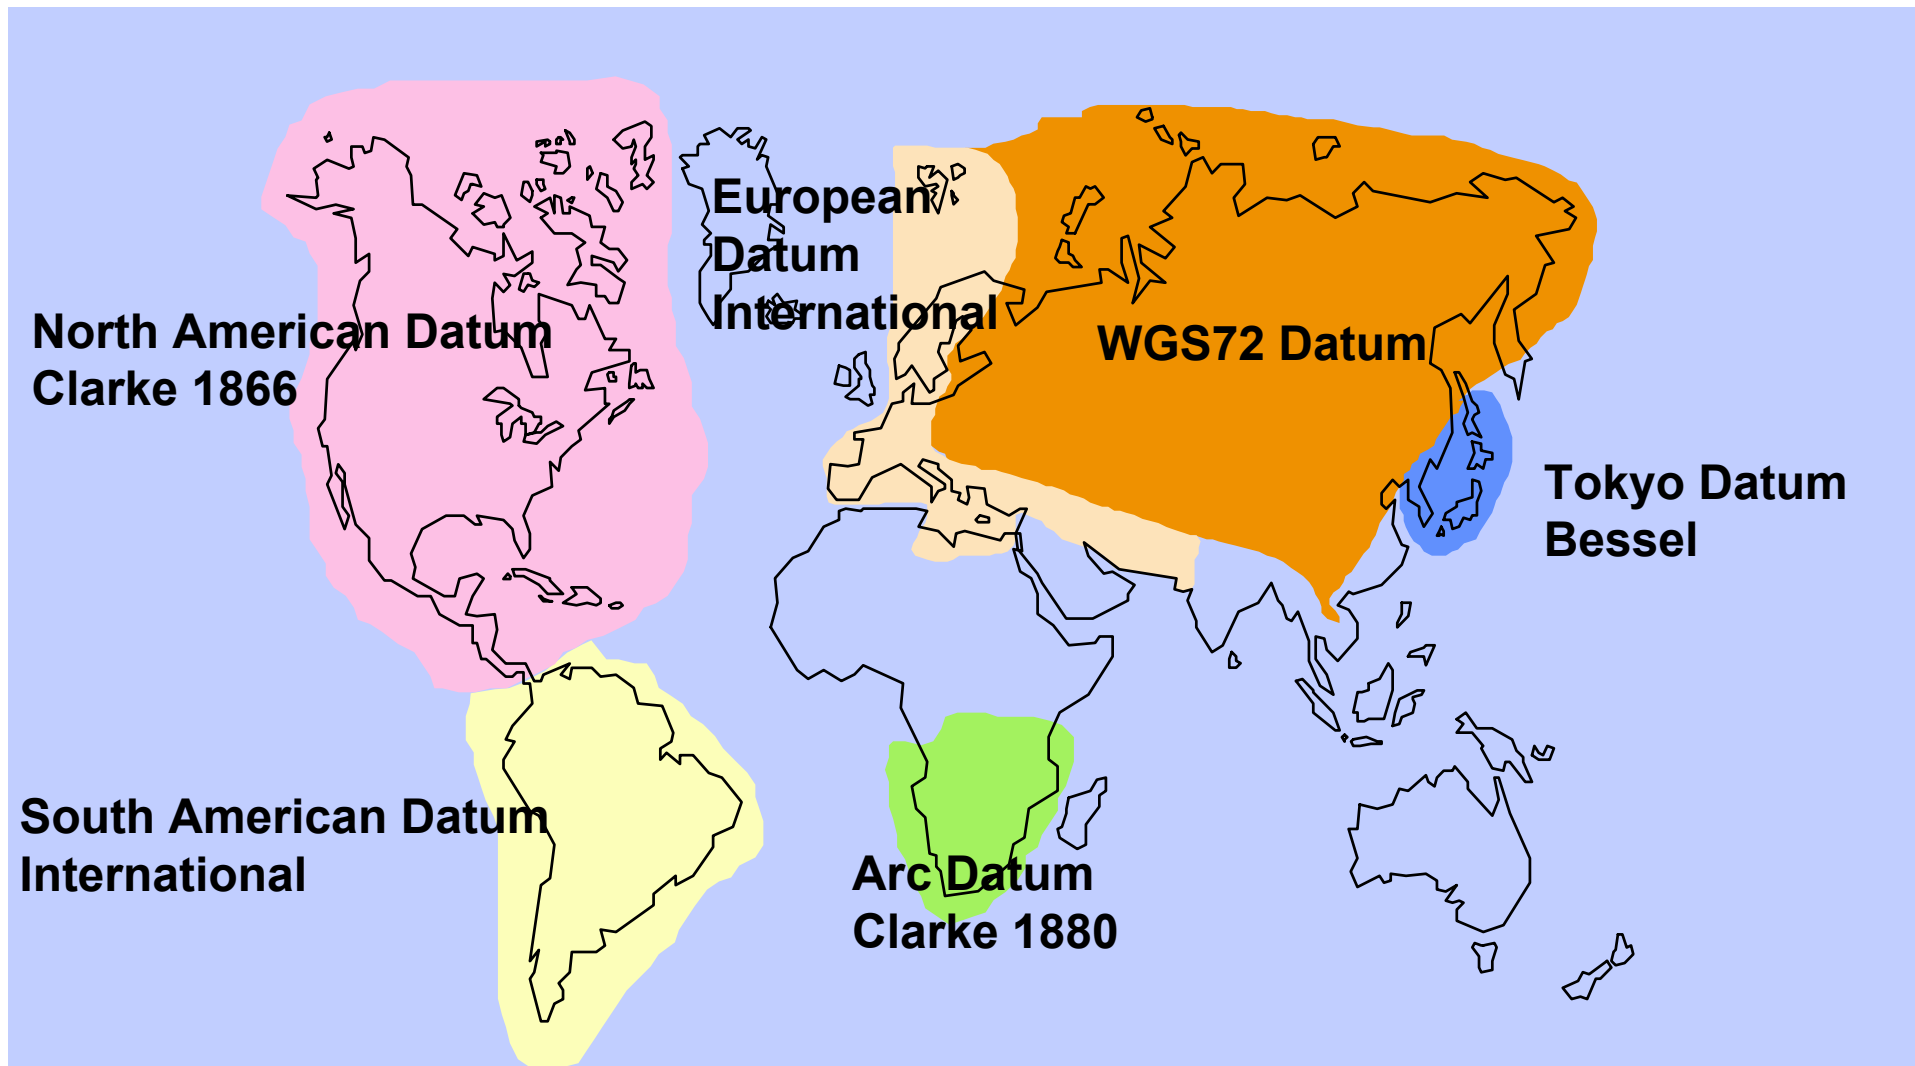 European
Datum
International
North American Datum
Clarke 1866
WGS72 Datum
Tokyo Datum
Bessel
South American Datum
International
Arc Datum
Clarke 1880